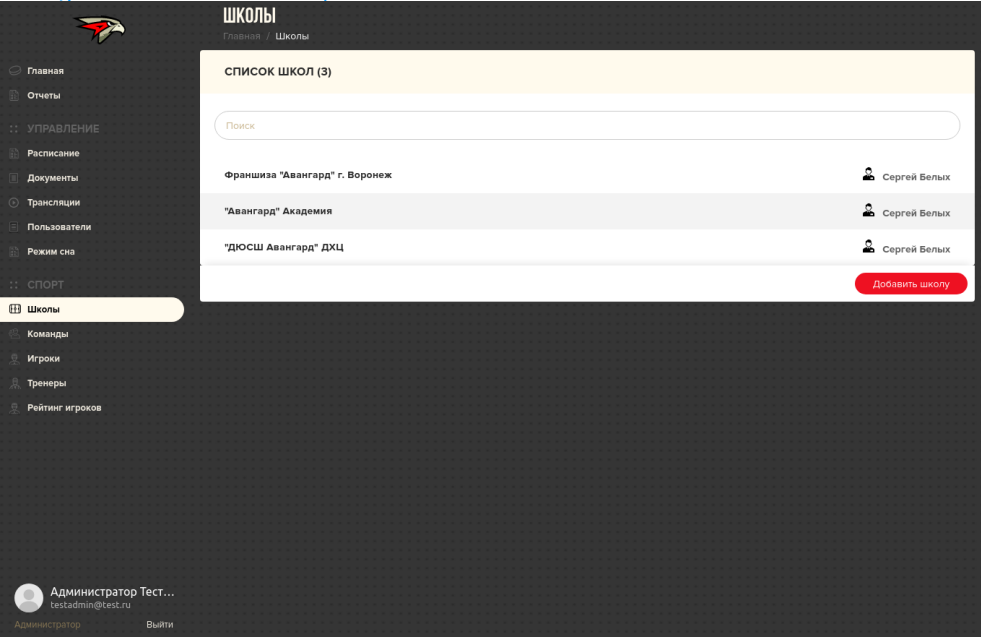 ШКОЛЫ
Главная / Школы
Главная
Отчеты
УПРАВЛЕНИЕ
Расписание
Документы
Трансляции
Пользователи
Режим сна
СПОРТ
Школы
Команды
Игроки
Тренеры
Рейтинг игроков
Администратор Тест...
testadmin@test.ru
Администратор Выйти
СПИСОК ШКОЛ (3)
Поиск
Франшиза "Авангард" г. Воронеж Сергей Белых
"Авангард" Академия Сергей Белых
"ДЮСШ Авангард" ДХЦ Сергей Белых
Добавить школу